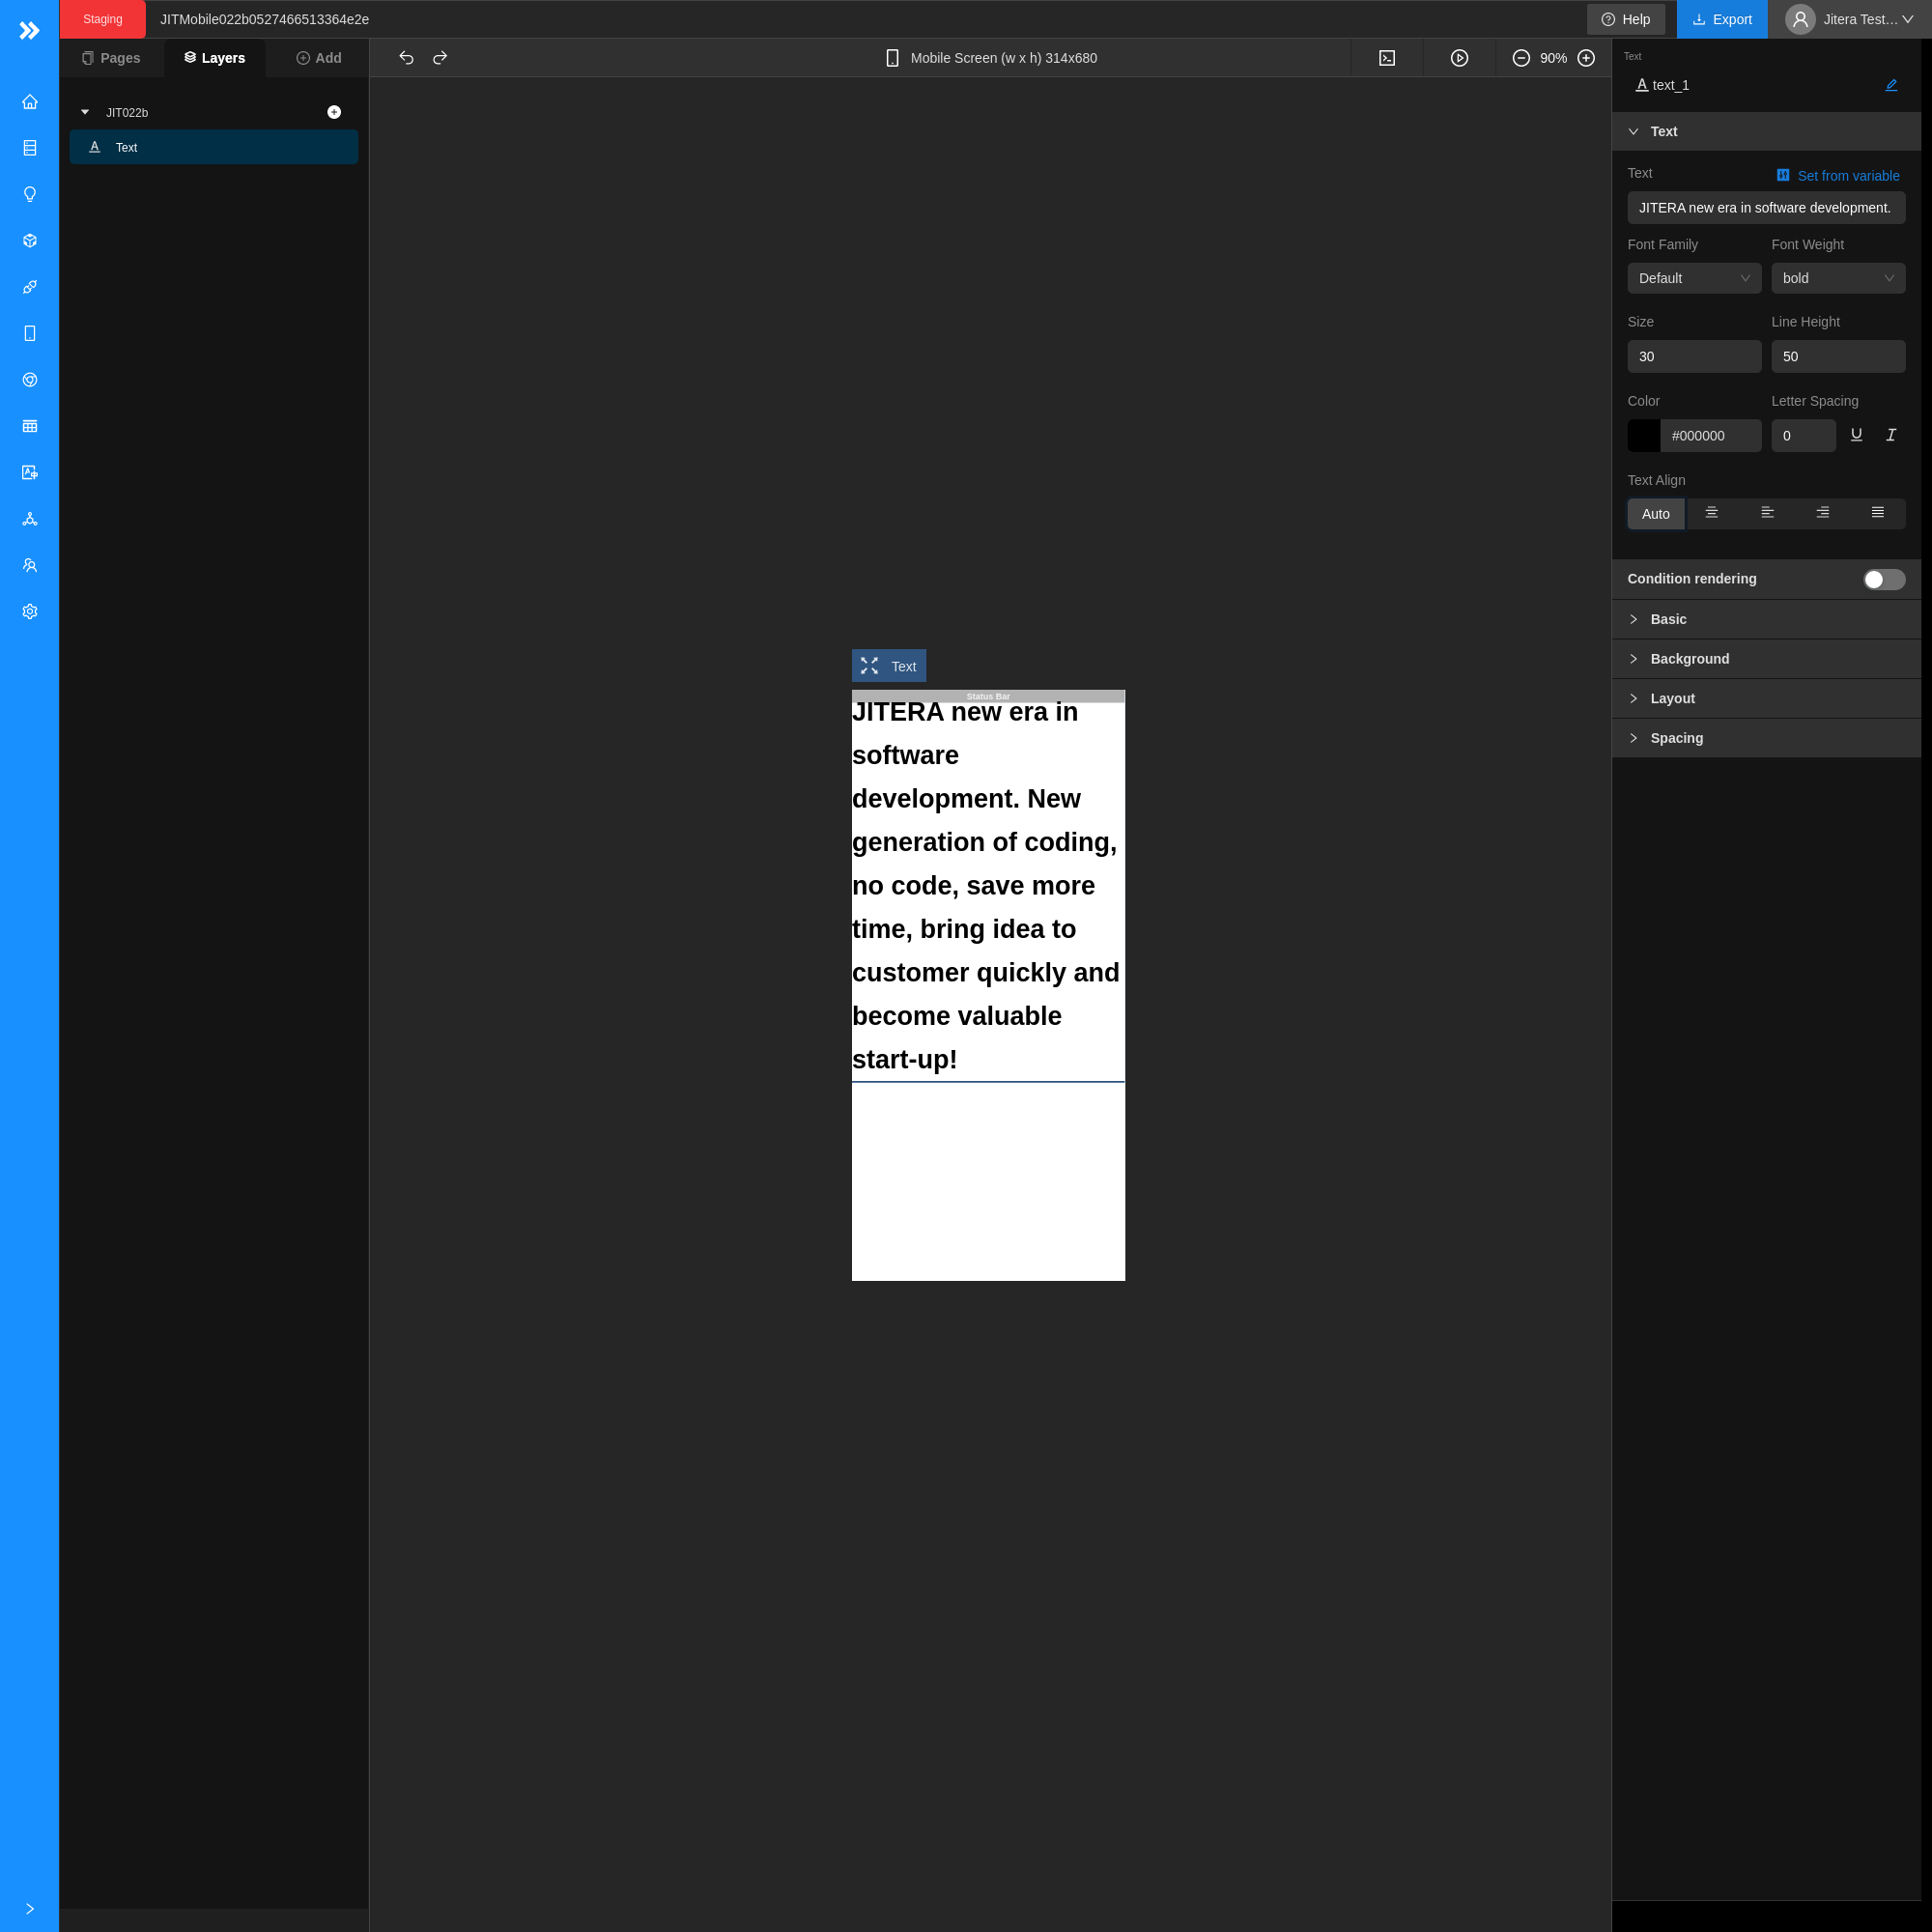 Staging
JITMobile022b0527466513364e2e
Help
Export
Jitera Test…
Pages
Layers
Add
Mobile Screen (w x h) 314x680
90%
JIT022b
Text
Text
Status Bar
JITERA new era in
software
development. New
generation of coding,
no code, save more
time, bring idea to
customer quickly and
become valuable
start-up!
Text
text_1
Text
Text
Set from variable
JITERA new era in software development.
Font Family
Font Weight
Default
bold
Size
Line Height
30
50
Color
Letter Spacing
#000000
0
Text Align
Auto
Condition rendering
Basic
Background
Layout
Spacing